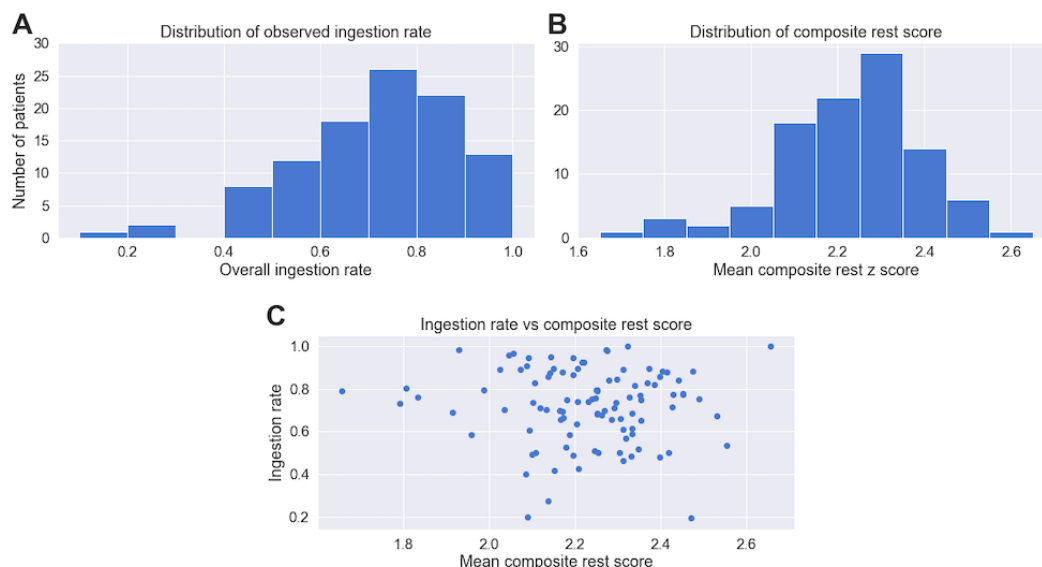 A
Distribution of observed ingestion rate
Number of patients
30
25
20
15
10
5
0
0.2 0.4 0.6 0.8 1.0
Overall ingestion rate
B
Distribution of composite rest score
30
20
10
0
1.6 1.8 2.0 2.2 2.4 2.6
Mean composite rest z score
C
Ingestion rate vs composite rest score
Ingestion rate
1.0
0.8
0.6
0.4
0.2
1.8 2.0 2.2 2.4 2.6
Mean composite rest score